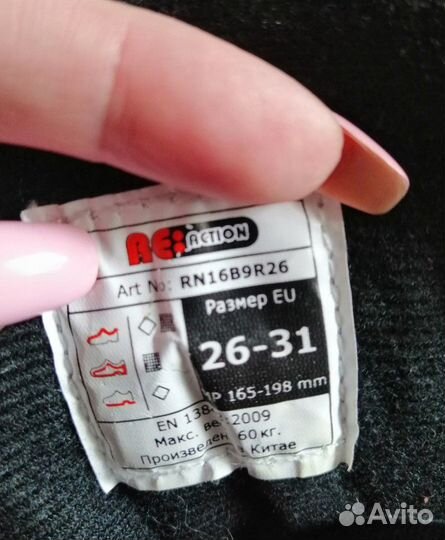 RE:ACTION
Art No: RN16B9R26
Размер EU
26-31
165-198 mm
EN 138 :2009
Макс. ве 60 кг.
Произведен Китае
Avito